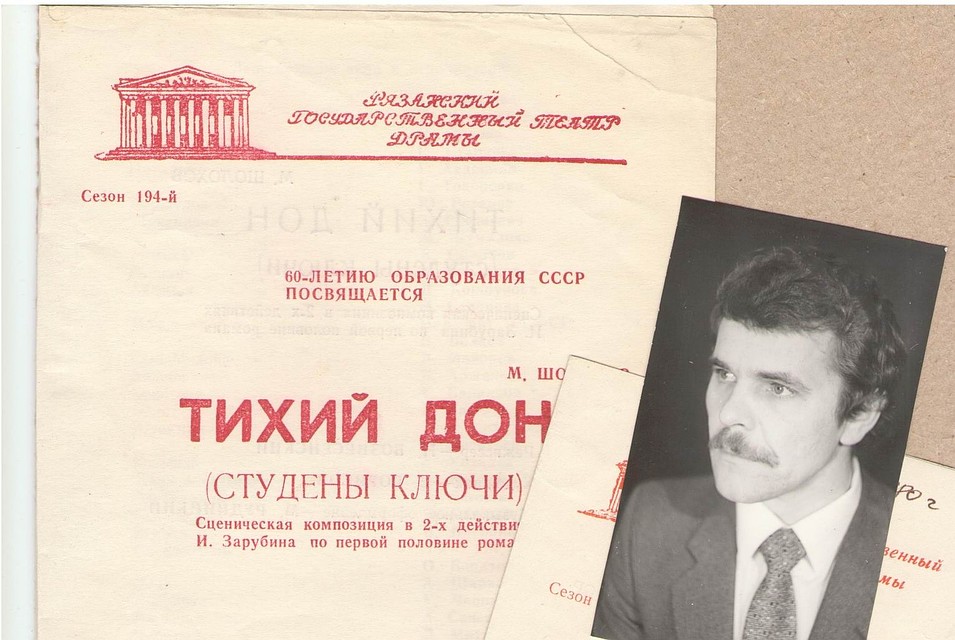 РЯЗАНСКИЙ
ГОСУДАРСТВЕННЫЙ ТЕАТР
ДРАМЫ
Сезон 194-й
60-ЛЕТИЮ ОБРАЗОВАНИЯ СССР
ПОСВЯЩАЕТСЯ
М. ШО
ТИХИЙ ДОН
(СТУДЕНЫ КЛЮЧИ)
Сценическая композиция в 2-х действи
И. Зарубина по первой половине рома
г
венный
мы
Сезон